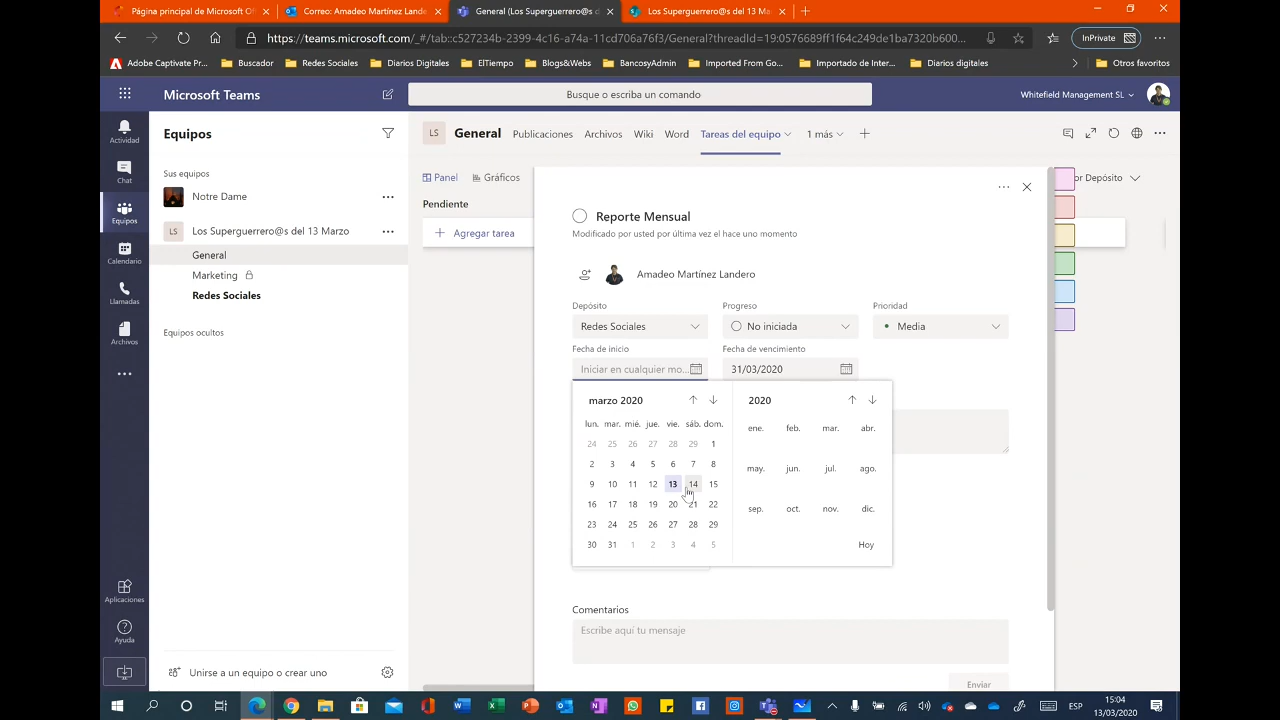 Página principal de Microsoft Of
Correo: Amadeo Martínez Lande
General (Los Superguerrero@s d
Los Superguerrero@s del 13 Mar
https://teams.microsoft.com/_#/tab::c527234b-2399-4c16-a74a-11cd706a76f3/General?threadId=19:0576689ff1f164c249de1ba7320b600...
InPrivate
Adobe Captivate Pr...
Buscador
Redes Sociales
Diarios Digitales
ElTiempo
Blogs&Webs
BancosyAdmin
Imported From Go...
Importado de Inter...
Diarios digitales
Otros favoritos
Microsoft Teams
Busque o escriba un comando
Whitefield Management SL
Actividad
Chat
Equipos
Calendario
Llamadas
Archivos
Aplicaciones
Ayuda
Equipos
Sus equipos
Notre Dame
LS
Los Superguerrero@s del 13 Marzo
General
Marketing
Redes Sociales
Equipos ocultos
Unirse a un equipo o crear uno
LS
General
Publicaciones
Archivos
Wiki
Word
Tareas del equipo
1 más
Panel
Gráficos
or Depósito
Pendiente
Agregar tarea
Reporte Mensual
Modificado por usted por última vez el hace uno momento
Amadeo Martínez Landero
Depósito
Progreso
Prioridad
Redes Sociales
No iniciada
Media
Fecha de inicio
Fecha de vencimiento
Iniciar en cualquier mo...
31/03/2020
marzo 2020
2020
lun. mar. mié. jue. vie. sáb. dom.
24 25 26 27 28 29 1
2 3 4 5 6 7 8
9 10 11 12 13 14 15
16 17 18 19 20 21 22
23 24 25 26 27 28 29
30 31 1 2 3 4 5
ene. feb. mar. abr.
may. jun. jul. ago.
sep. oct. nov. dic.
Hoy
Comentarios
Escribe aquí tu mensaje
Enviar
ESP
15:04
13/03/2020